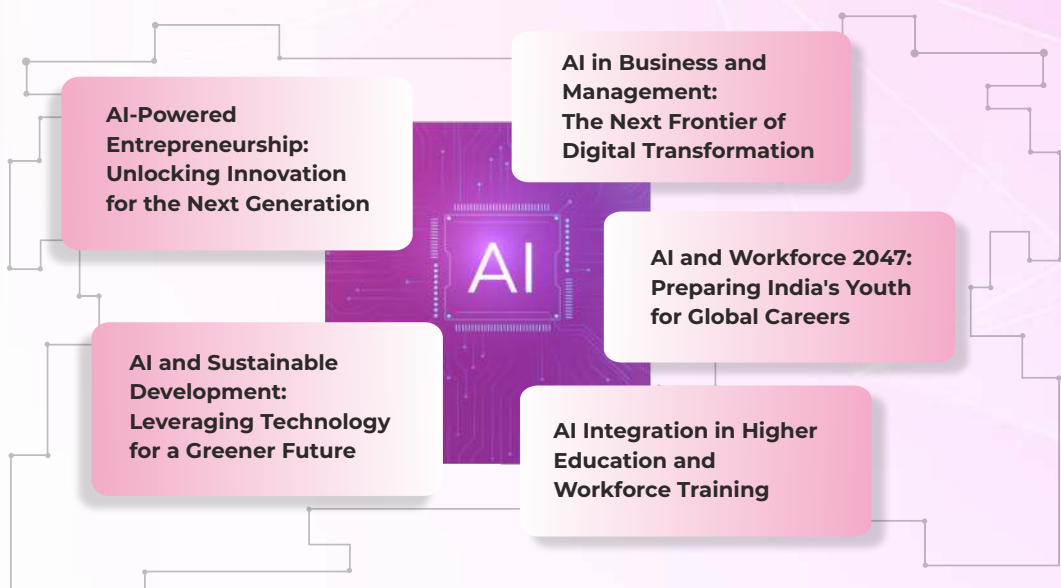 AI-Powered
Entrepreneurship:
Unlocking Innovation
for the Next Generation
AI in Business and
Management:
The Next Frontier of
Digital Transformation
AI
AI and Workforce 2047:
Preparing India's Youth
for Global Careers
AI and Sustainable
Development:
Leveraging Technology
for a Greener Future
AI Integration in Higher
Education and
Workforce Training